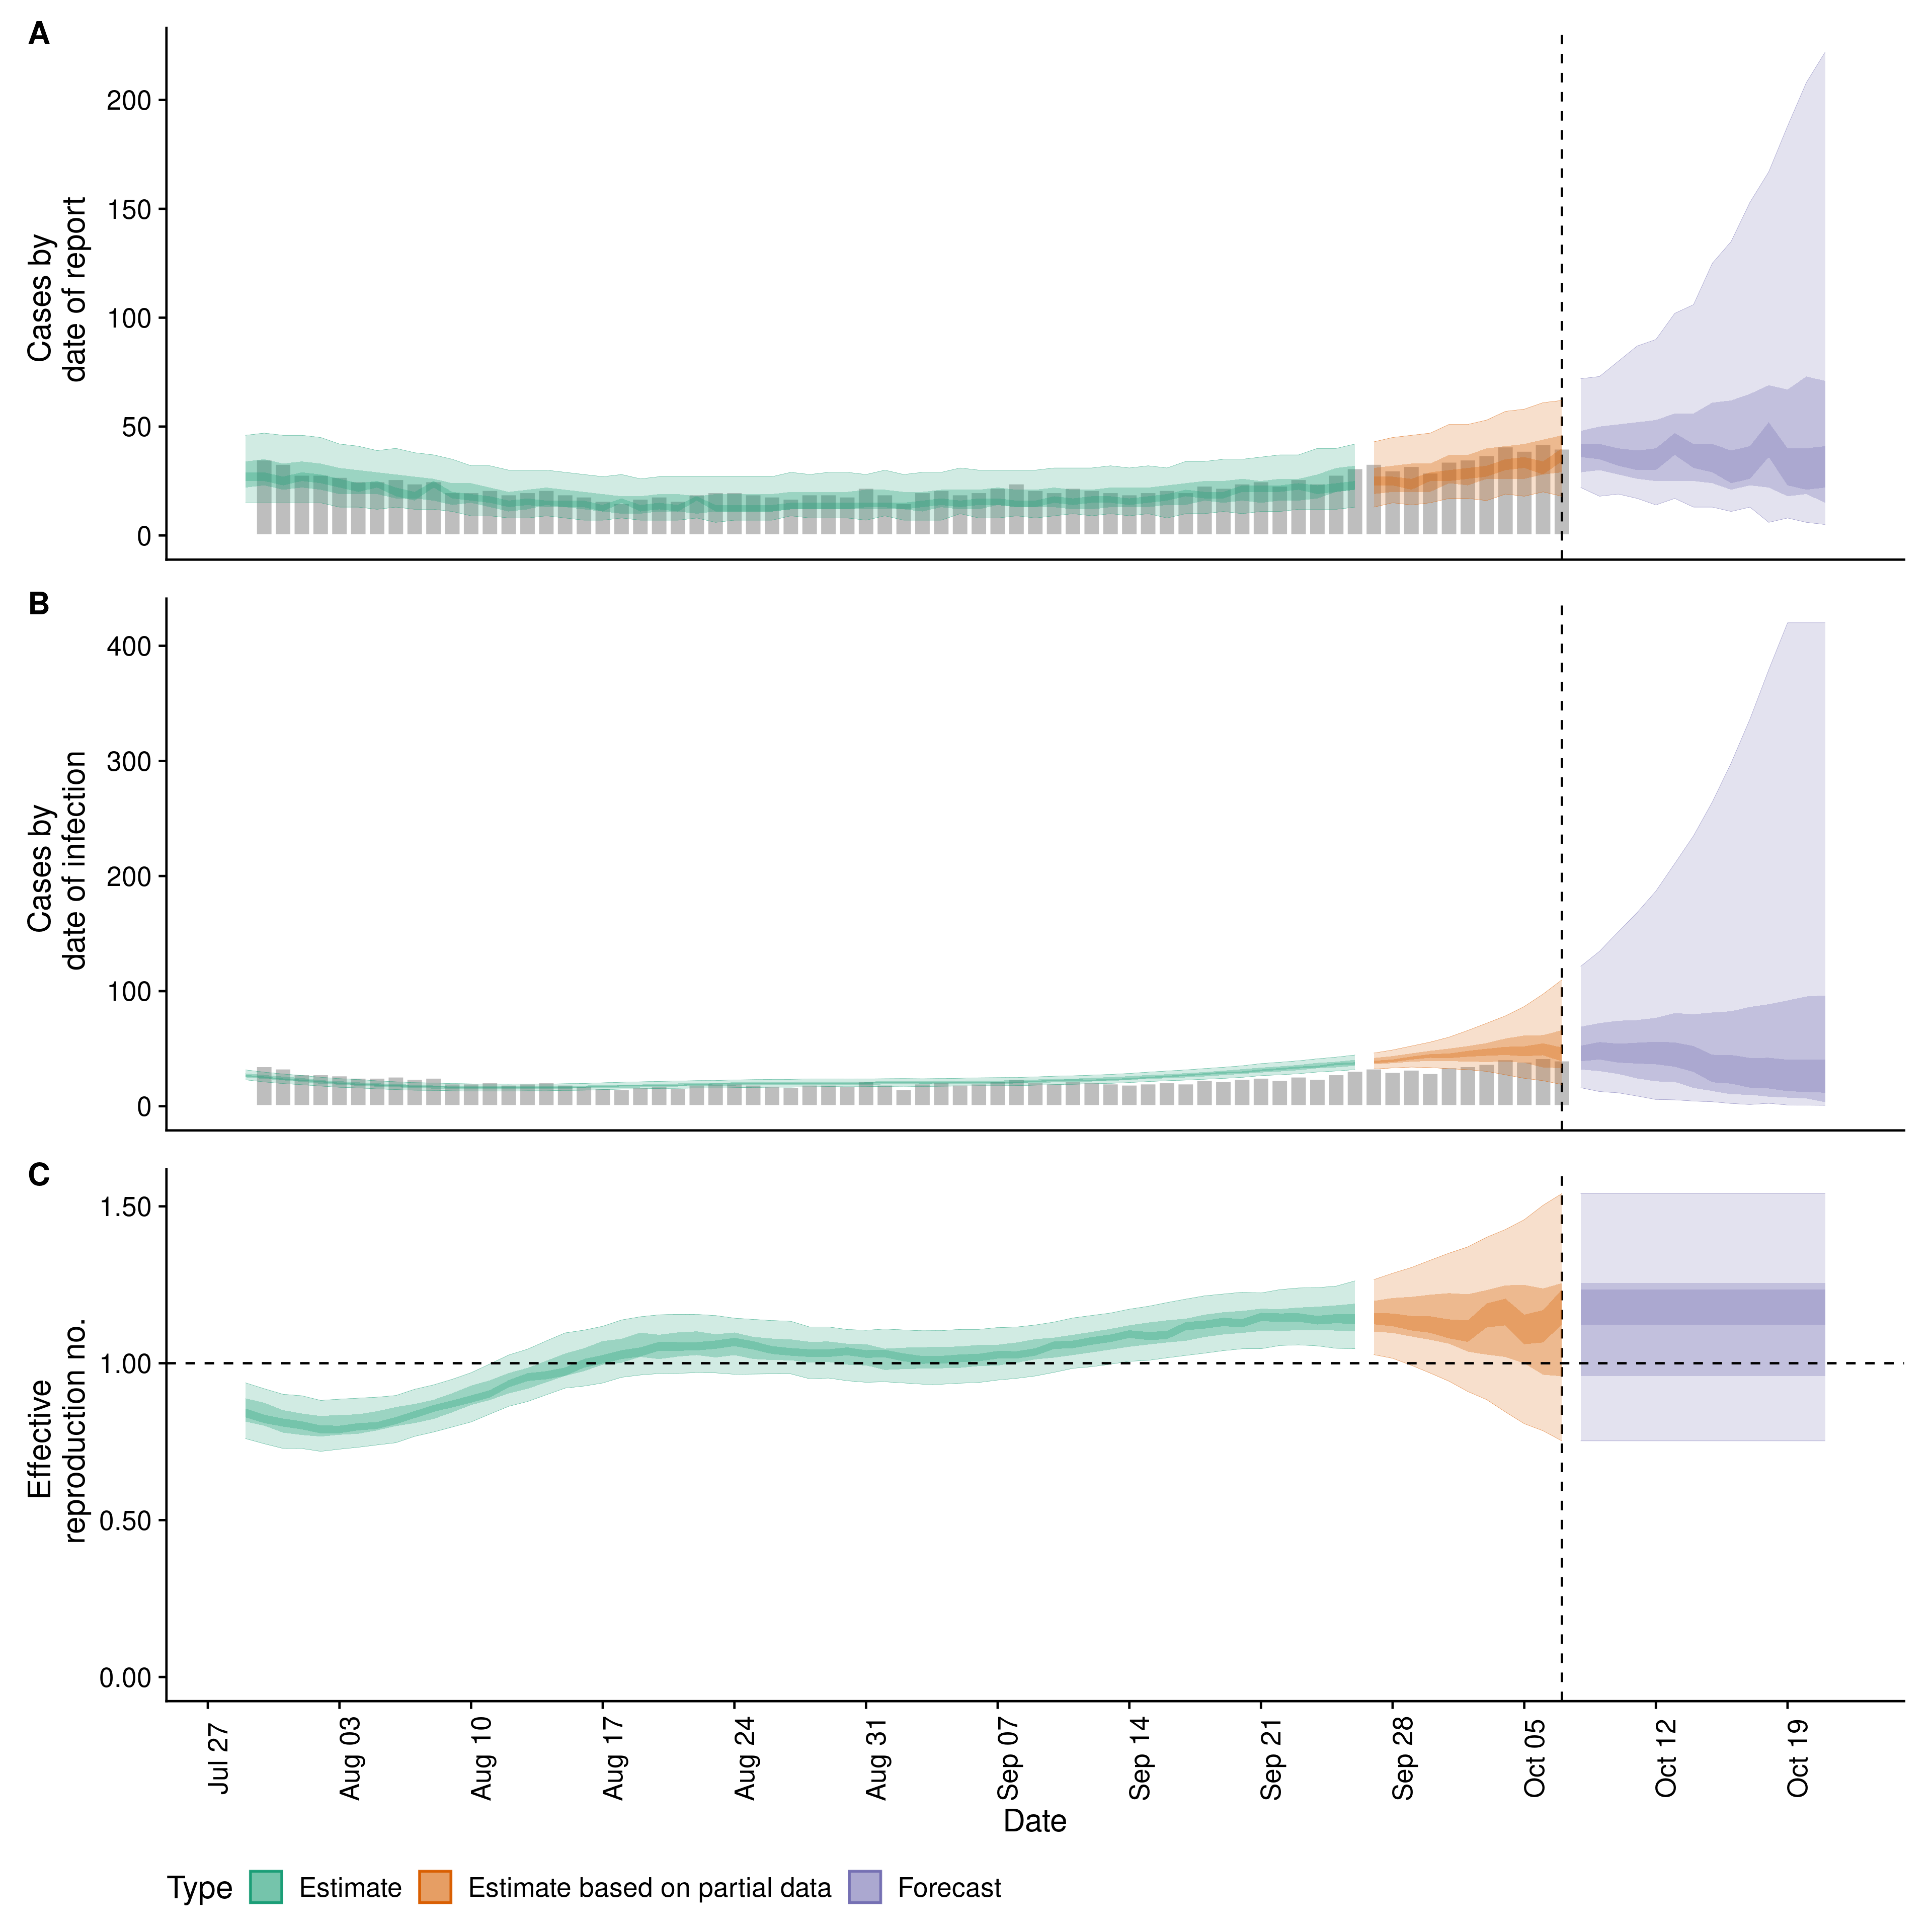 A
200
150
100
50
0
Cases by
date of report
B
400
300
200
100
0
Cases by
date of infection
C
1.50
1.00
0.50
0.00
Effective
reproduction no.
Jul 27
Aug 03
Aug 10
Aug 17
Aug 24
Aug 31
Sep 07
Sep 14
Sep 21
Sep 28
Oct 05
Oct 12
Oct 19
Date
Type Estimate Estimate based on partial data Forecast